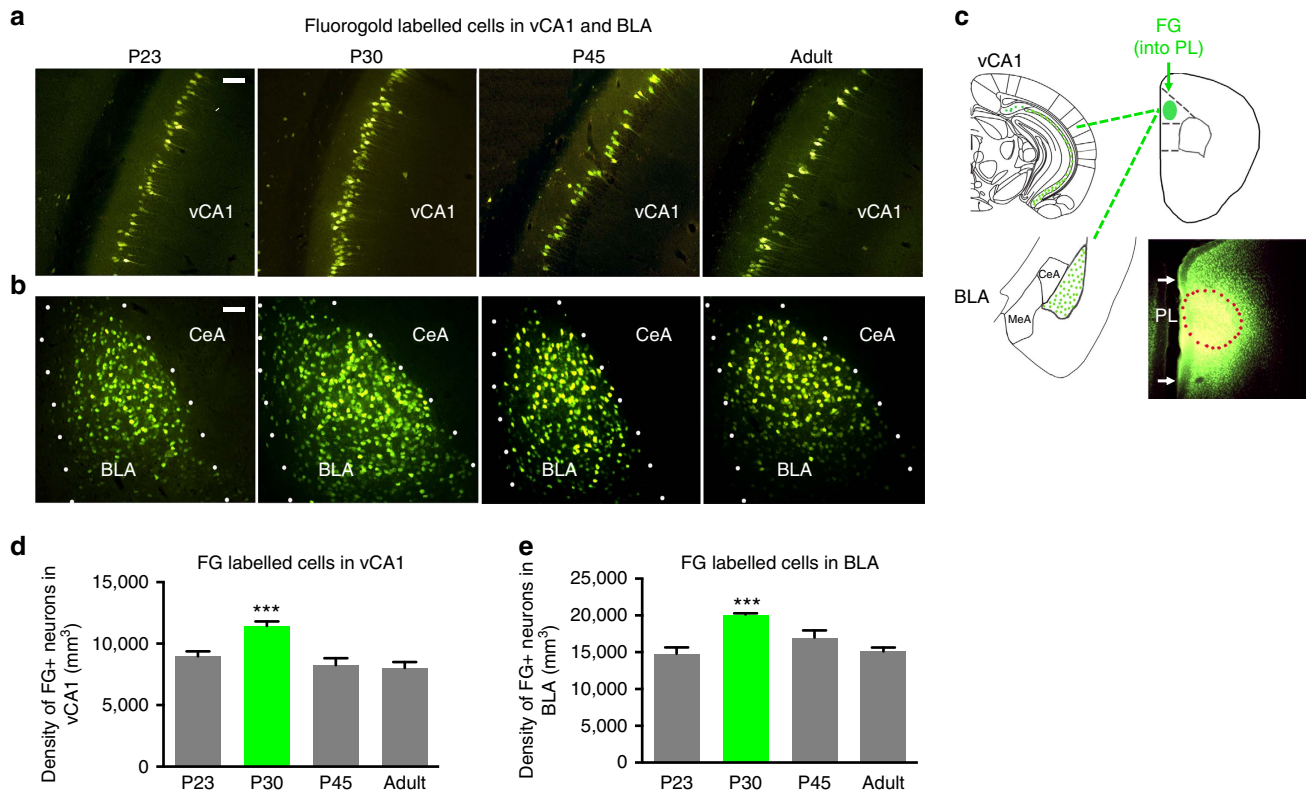 a
Fluorogold labelled cells in vCA1 and BLA
P23 P30 P45 Adult
vCA1 vCA1 vCA1 vCA1
b
CeA CeA CeA CeA
BLA BLA BLA BLA
c
FG
(into PL)
vCA1
BLA
CeA
MeA
PL
d
FG labelled cells in vCA1
Density of FG+ neurons in
vCA1 (mm³)
15,000
10,000
5,000
0
***
P23 P30 P45 Adult
e
FG labelled cells in BLA
Density of FG+ neurons in
BLA (mm³)
25,000
20,000
15,000
10,000
5,000
0
***
P23 P30 P45 Adult